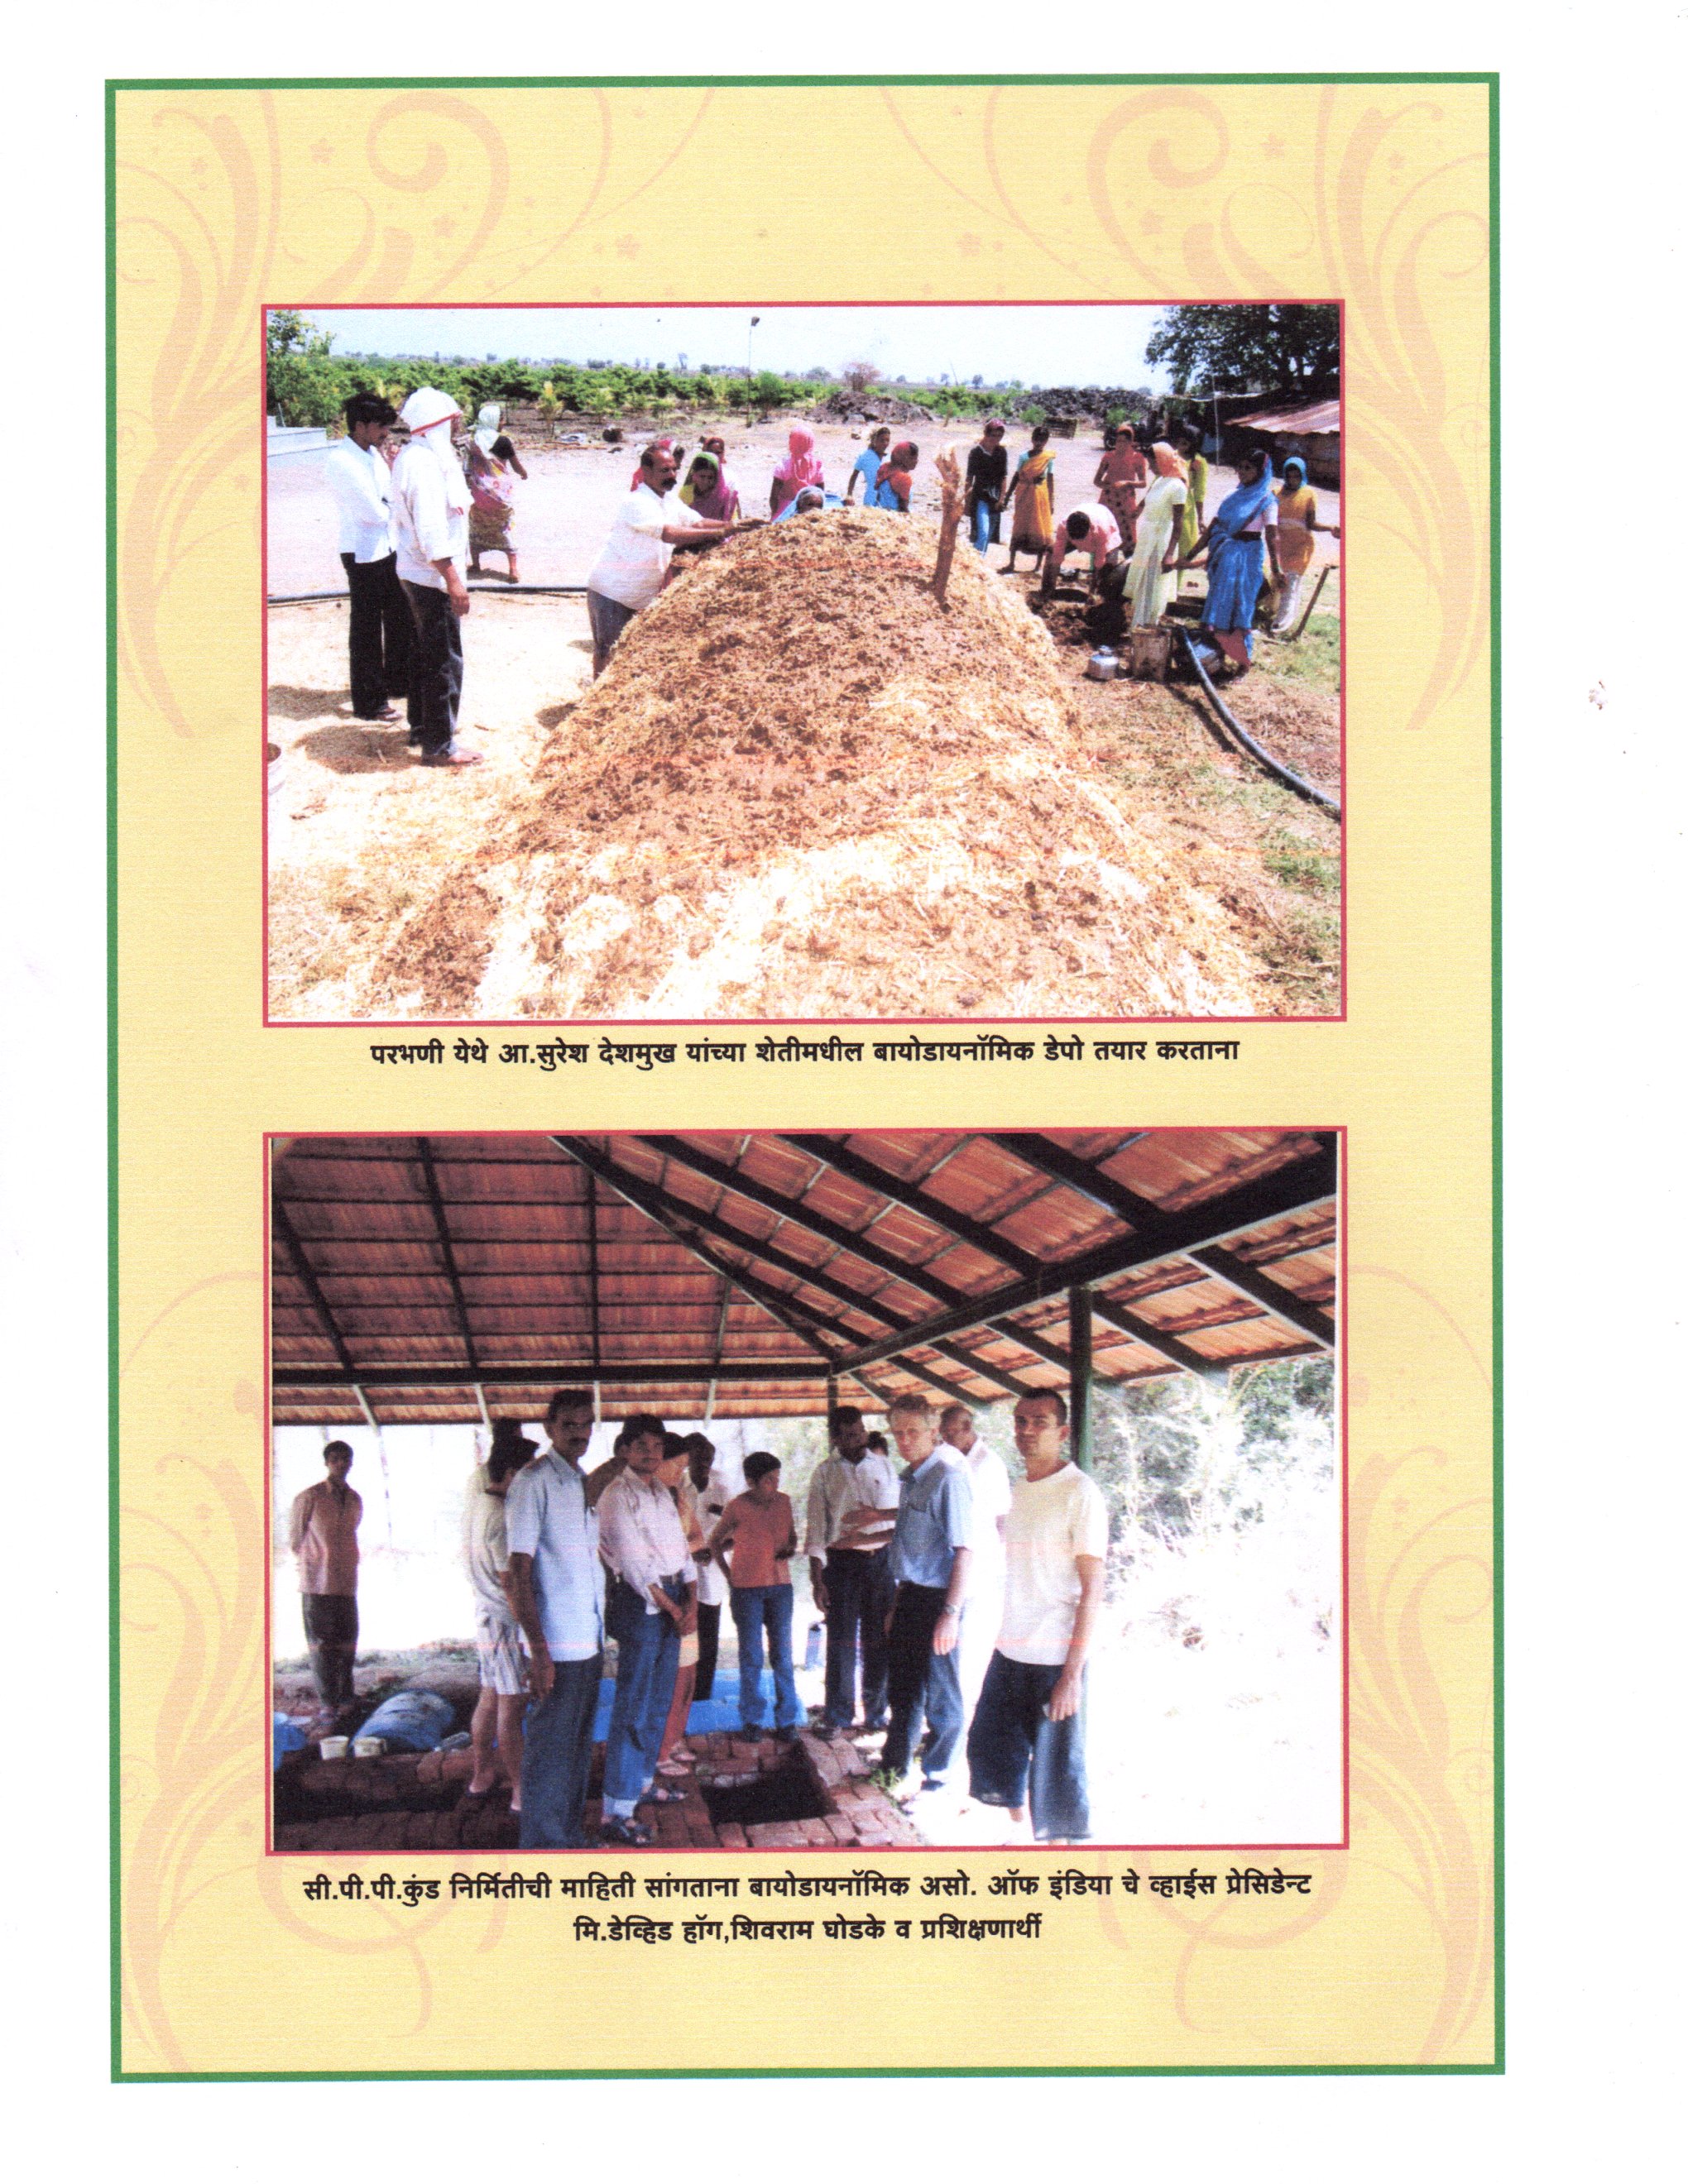 परभणी येथे आ.सुरेश देशमुख यांच्या शेतीमधील बायोडायनॉमिक डेपो तयार करताना
सी.पी.पी.कुंड निर्मितीची माहिती सांगताना बायोडायनॉमिक असो. ऑफ इंडिया चे व्हाईस प्रेसिडेन्ट
मि.डेव्हिड हॉग,शिवराम घोडके व प्रशिक्षणार्थी